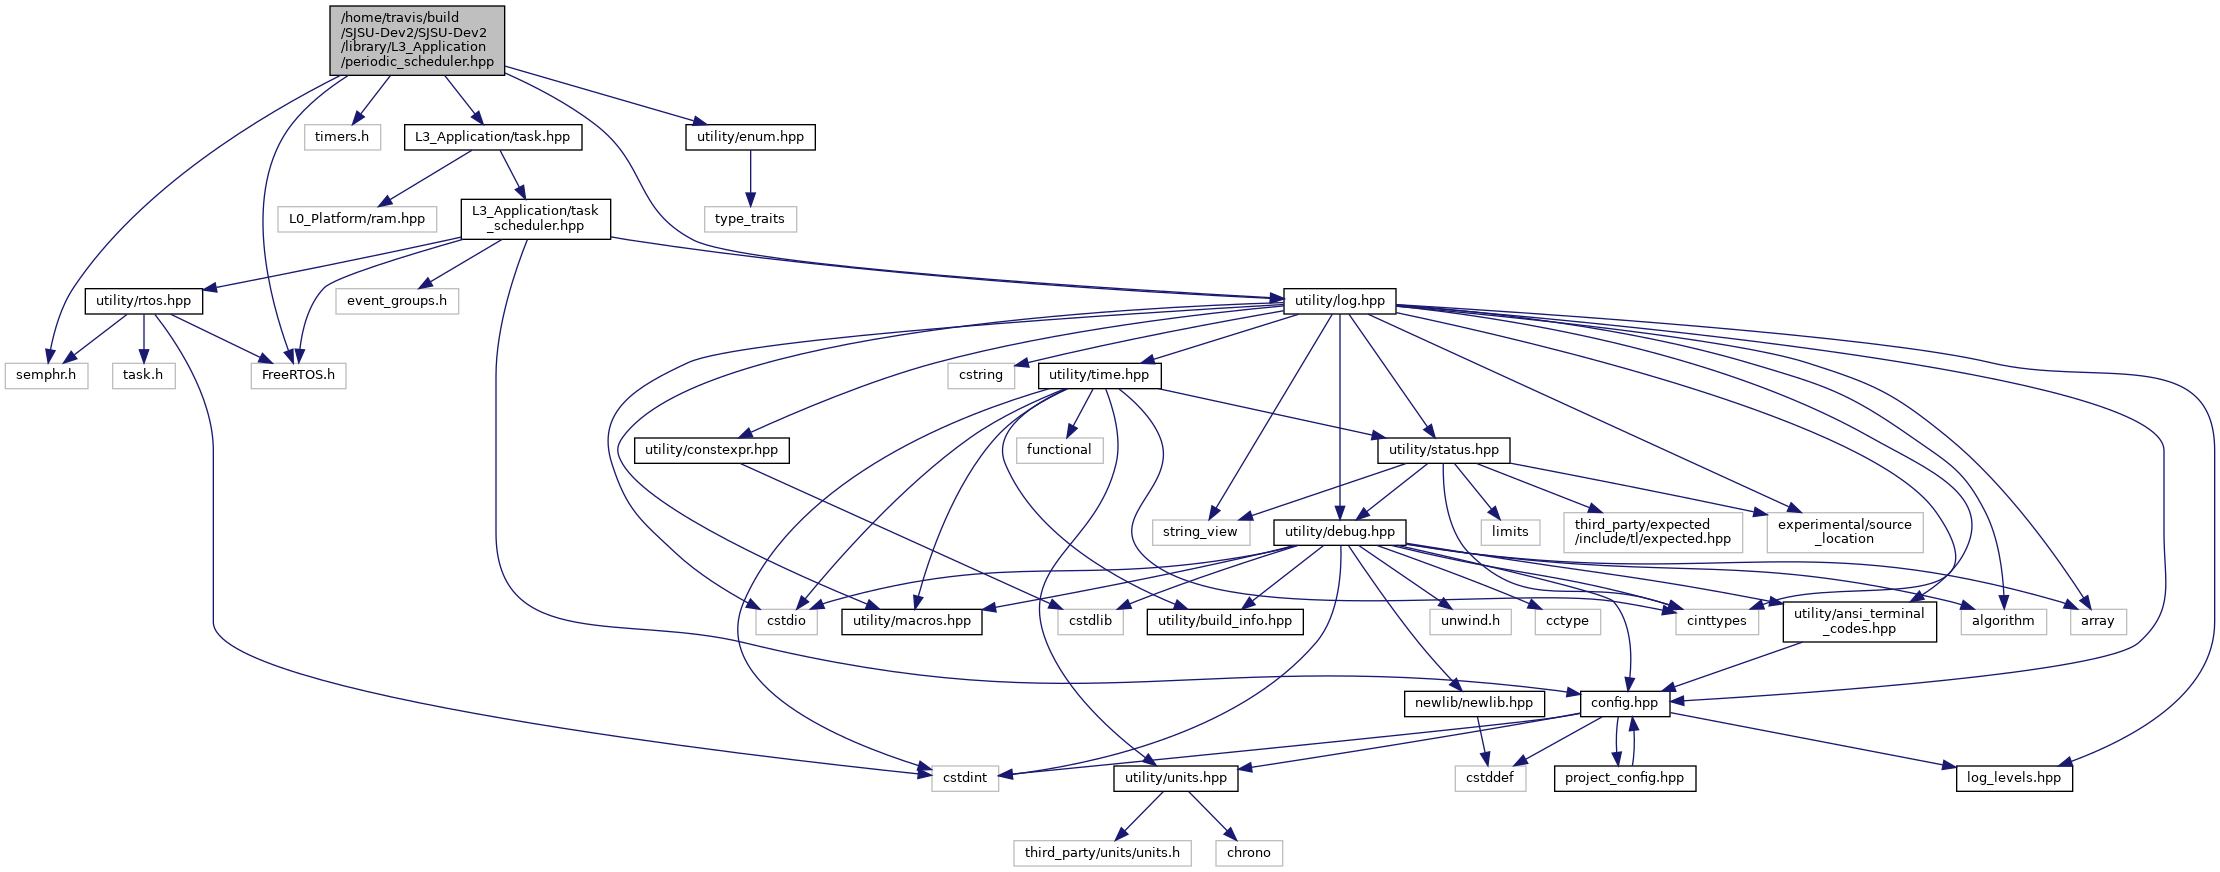 /home/travis/build
/SJSU-Dev2/SJSU-Dev2
/library/L3_Application
/periodic_scheduler.hpp
timers.h
L3_Application/task.hpp
utility/enum.hpp
L0_Platform/ram.hpp
L3_Application/task
_scheduler.hpp
type_traits
utility/rtos.hpp
event_groups.h
utility/log.hpp
semphr.h
task.h
FreeRTOS.h
cstring
utility/time.hpp
utility/constexpr.hpp
functional
utility/status.hpp
string_view
utility/debug.hpp
limits
third_party/expected
/include/tl/expected.hpp
experimental/source
_location
cstdio
utility/macros.hpp
cstdlib
utility/build_info.hpp
unwind.h
cctype
cinttypes
utility/ansi_terminal
_codes.hpp
algorithm
array
newlib/newlib.hpp
config.hpp
cstdint
utility/units.hpp
cstddef
project_config.hpp
log_levels.hpp
third_party/units/units.h
chrono